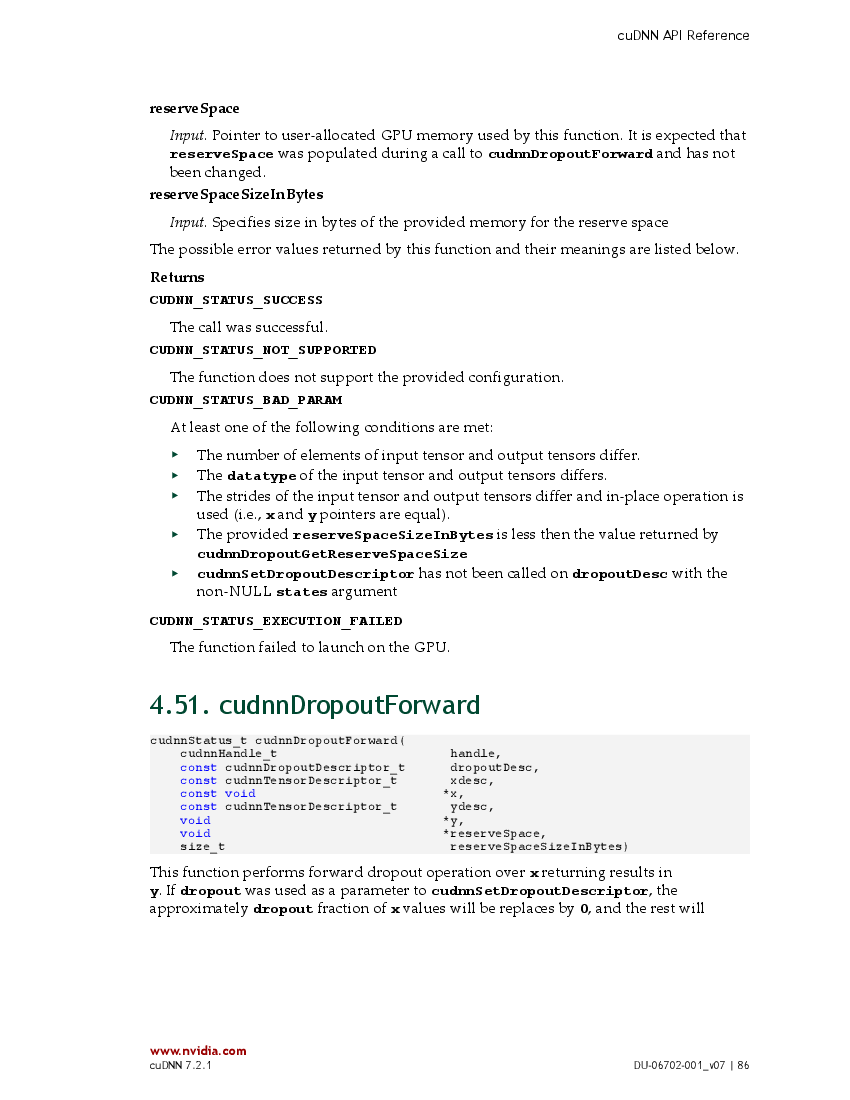 cuDNN API Reference
reserveSpace
Input. Pointer to user-allocated GPU memory used by this function. It is expected that
reserveSpace was populated during a call to cudnnDropoutForward and has not
been changed.
reserveSpaceSizeInBytes
Input. Specifies size in bytes of the provided memory for the reserve space
The possible error values returned by this function and their meanings are listed below.
Returns
CUDNN_STATUS_SUCCESS
The call was successful.
CUDNN_STATUS_NOT_SUPPORTED
The function does not support the provided configuration.
CUDNN_STATUS_BAD_PARAM
At least one of the following conditions are met:
▸ The number of elements of input tensor and output tensors differ.
▸ The datatype of the input tensor and output tensors differs.
▸ The strides of the input tensor and output tensors differ and in-place operation is
used (i.e., x and y pointers are equal).
▸ The provided reserveSpaceSizeInBytes is less then the value returned by
cudnnDropoutGetReserveSpaceSize
▸ cudnnSetDropoutDescriptor has not been called on dropoutDesc with the
non-NULL states argument
CUDNN_STATUS_EXECUTION_FAILED
The function failed to launch on the GPU.
4.51. cudnnDropoutForward
cudnnStatus_t cudnnDropoutForward(
cudnnHandle_t handle,
const cudnnDropoutDescriptor_t dropoutDesc,
const cudnnTensorDescriptor_t xdesc,
const void *x,
const cudnnTensorDescriptor_t ydesc,
void *y,
void *reserveSpace,
size_t reserveSpaceSizeInBytes)
This function performs forward dropout operation over x returning results in
y. If dropout was used as a parameter to cudnnSetDropoutDescriptor, the
approximately dropout fraction of x values will be replaces by 0, and the rest will
www.nvidia.com
cuDNN 7.2.1 DU-06702-001_v07 | 86